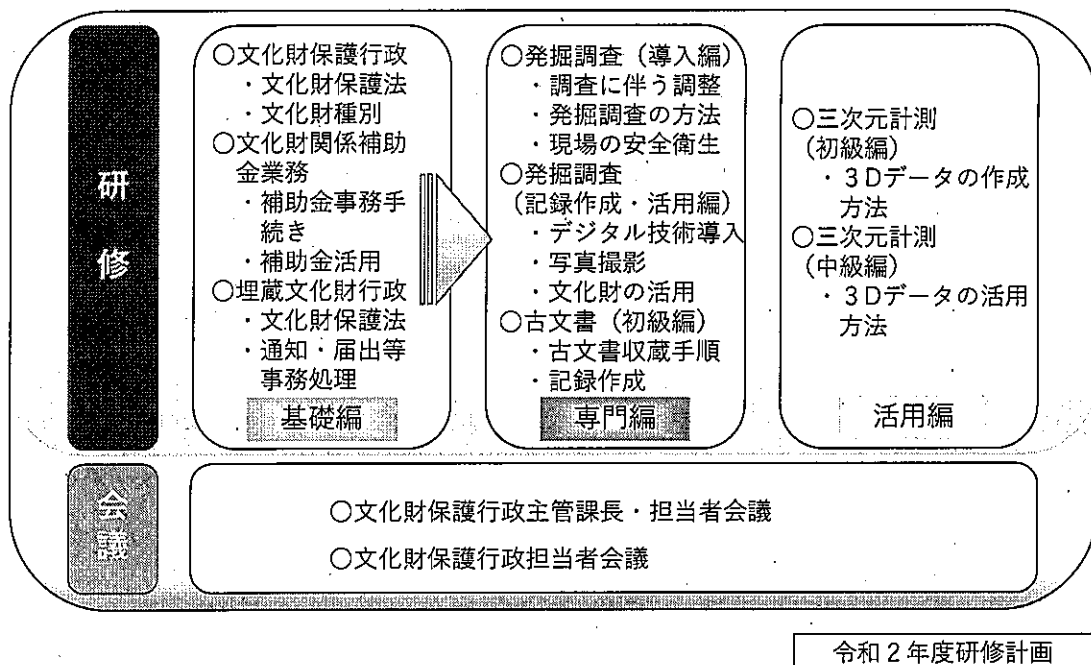 研修
○文化財保護行政
・文化財保護法
・文化財種別
○文化財関係補助
金業務
・補助金事務手
続き
・補助金活用
○埋蔵文化財行政
・文化財保護法
・通知・届出等
事務処理
基礎編
○発掘調査（導入編）
・調査に伴う調整
・発掘調査の方法
・現場の安全衛生
○発掘調査
（記録作成・活用編）
・デジタル技術導入
・写真撮影
・文化財の活用
○古文書（初級編）
・古文書収蔵手順
・記録作成
専門編
○三次元計測
（初級編）
・３Dデータの作成
方法
○三次元計測
（中級編）
・３Dデータの活用
方法
活用編
会議
○文化財保護行政主管課長・担当者会議
○文化財保護行政担当者会議
令和２年度研修計画